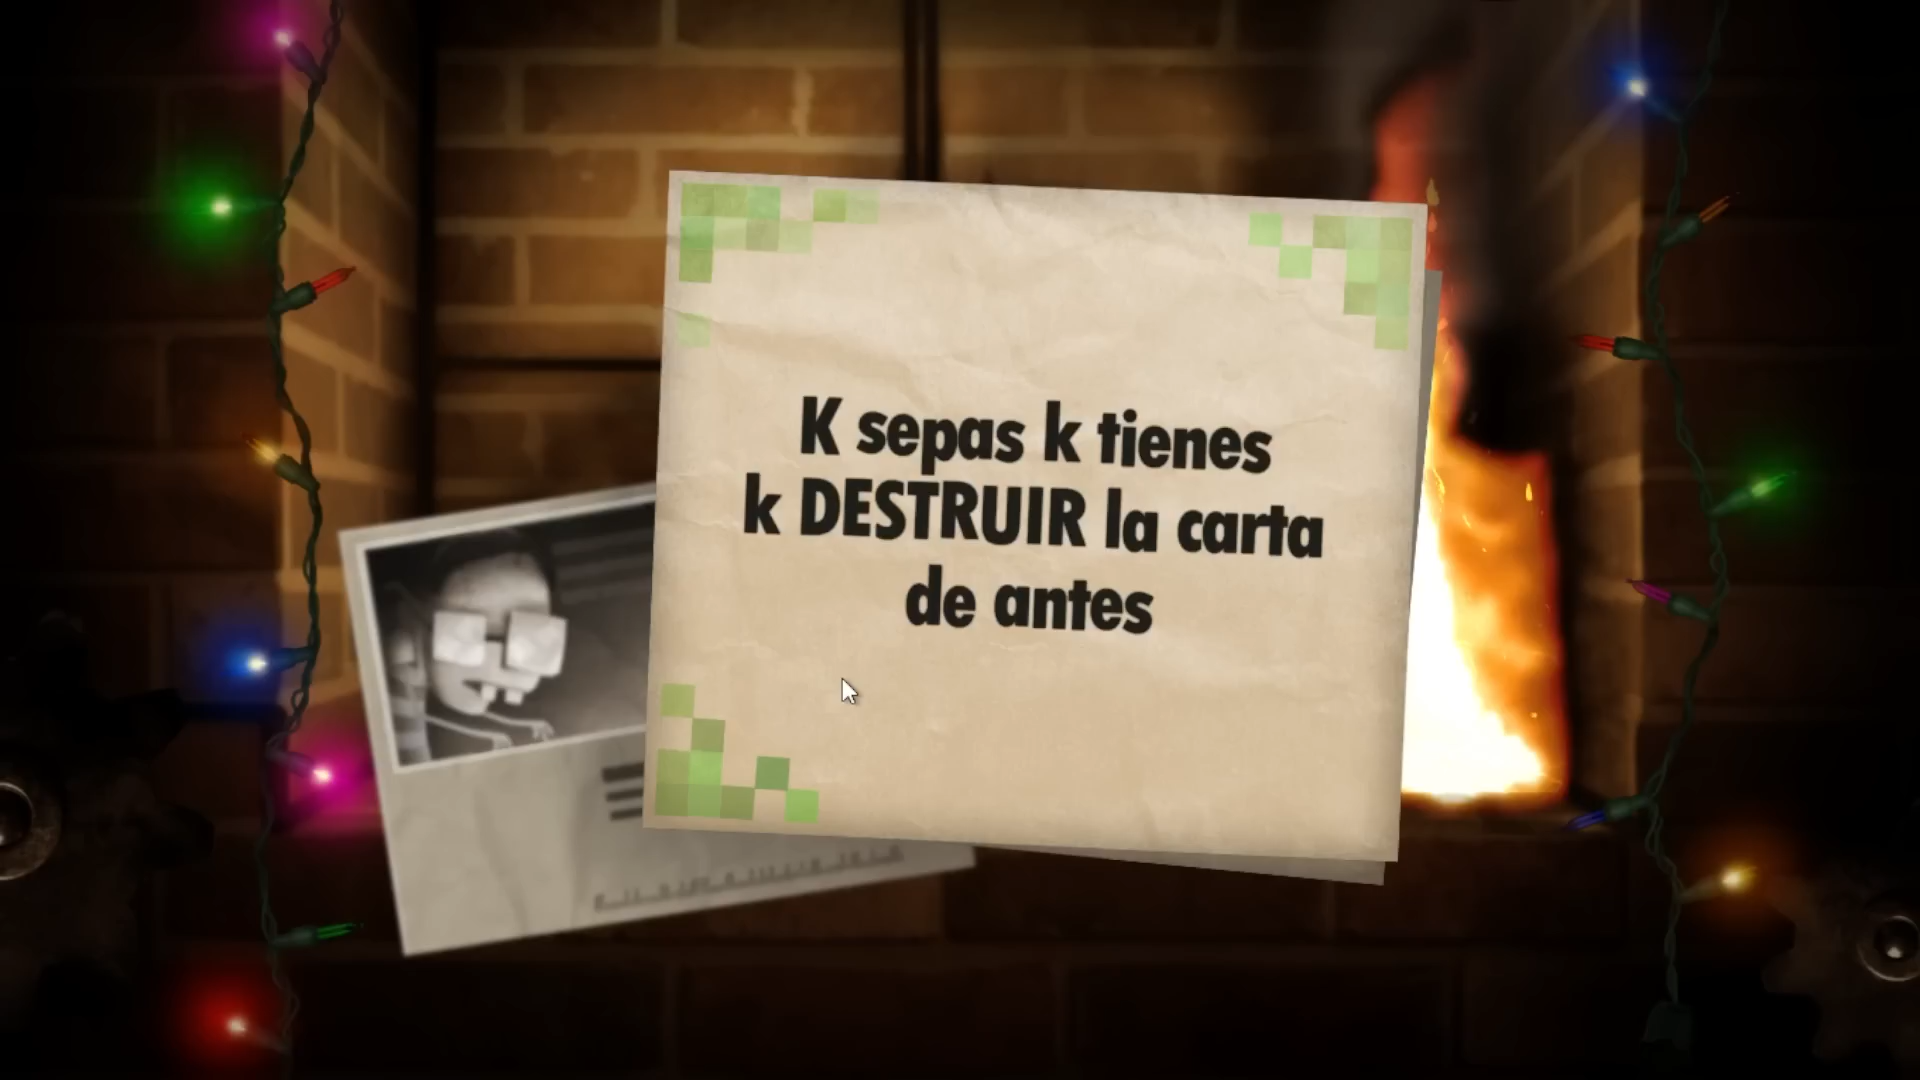 K sepas k tienes
k DESTRUIR la carta
de antes